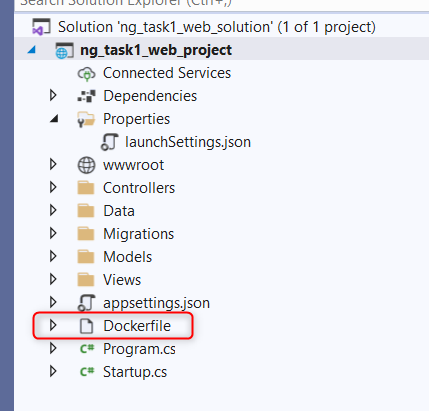 Search Solution Explorer (Ctrl+;)
Solution 'ng_task1_web_solution' (1 of 1 project)
ng_task1_web_project
Connected Services
Dependencies
Properties
launchSettings.json
wwwroot
Controllers
Data
Migrations
Models
Views
appsettings.json
Dockerfile
C# Program.cs
C# Startup.cs